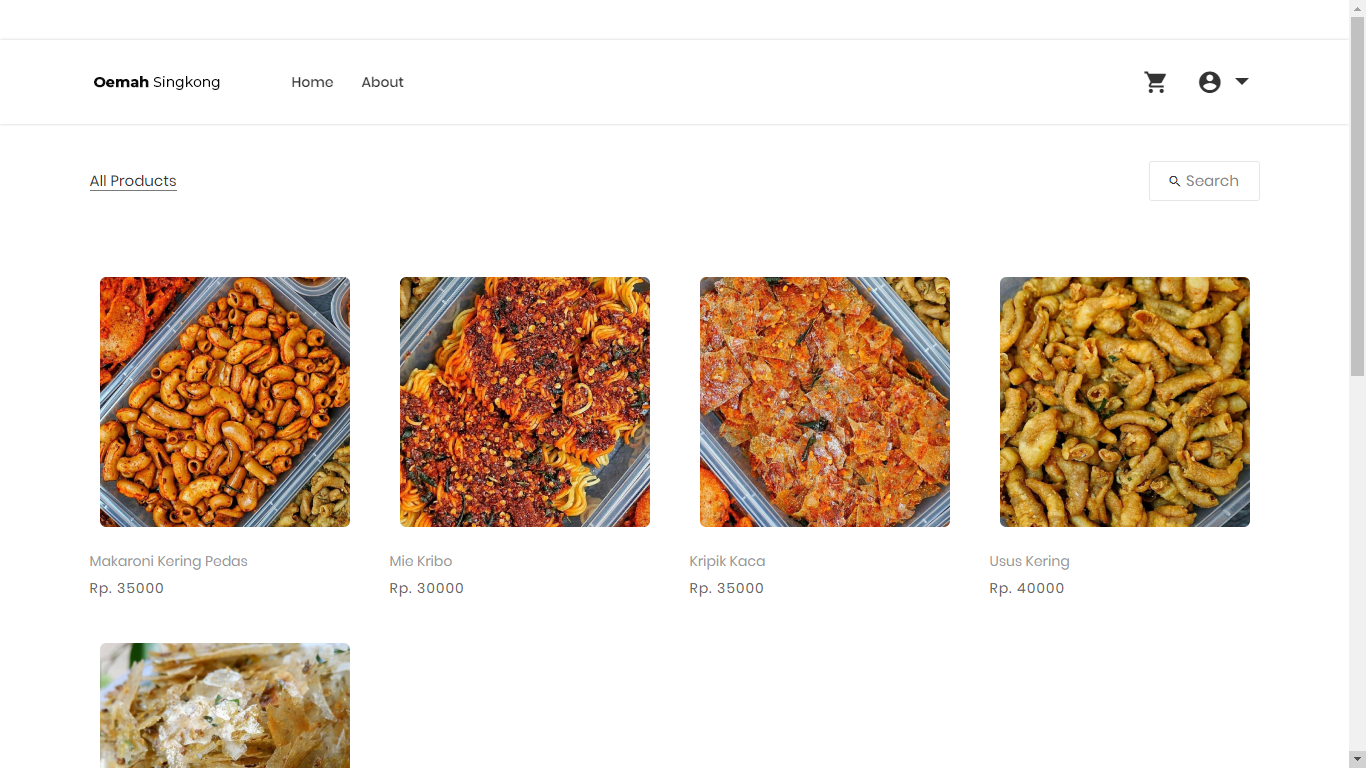 Oemah Singkong Home About
All Products Search
Makaroni Kering Pedas Mie Kribo Kripik Kaca Usus Kering
Rp. 35000 Rp. 30000 Rp. 35000 Rp. 40000